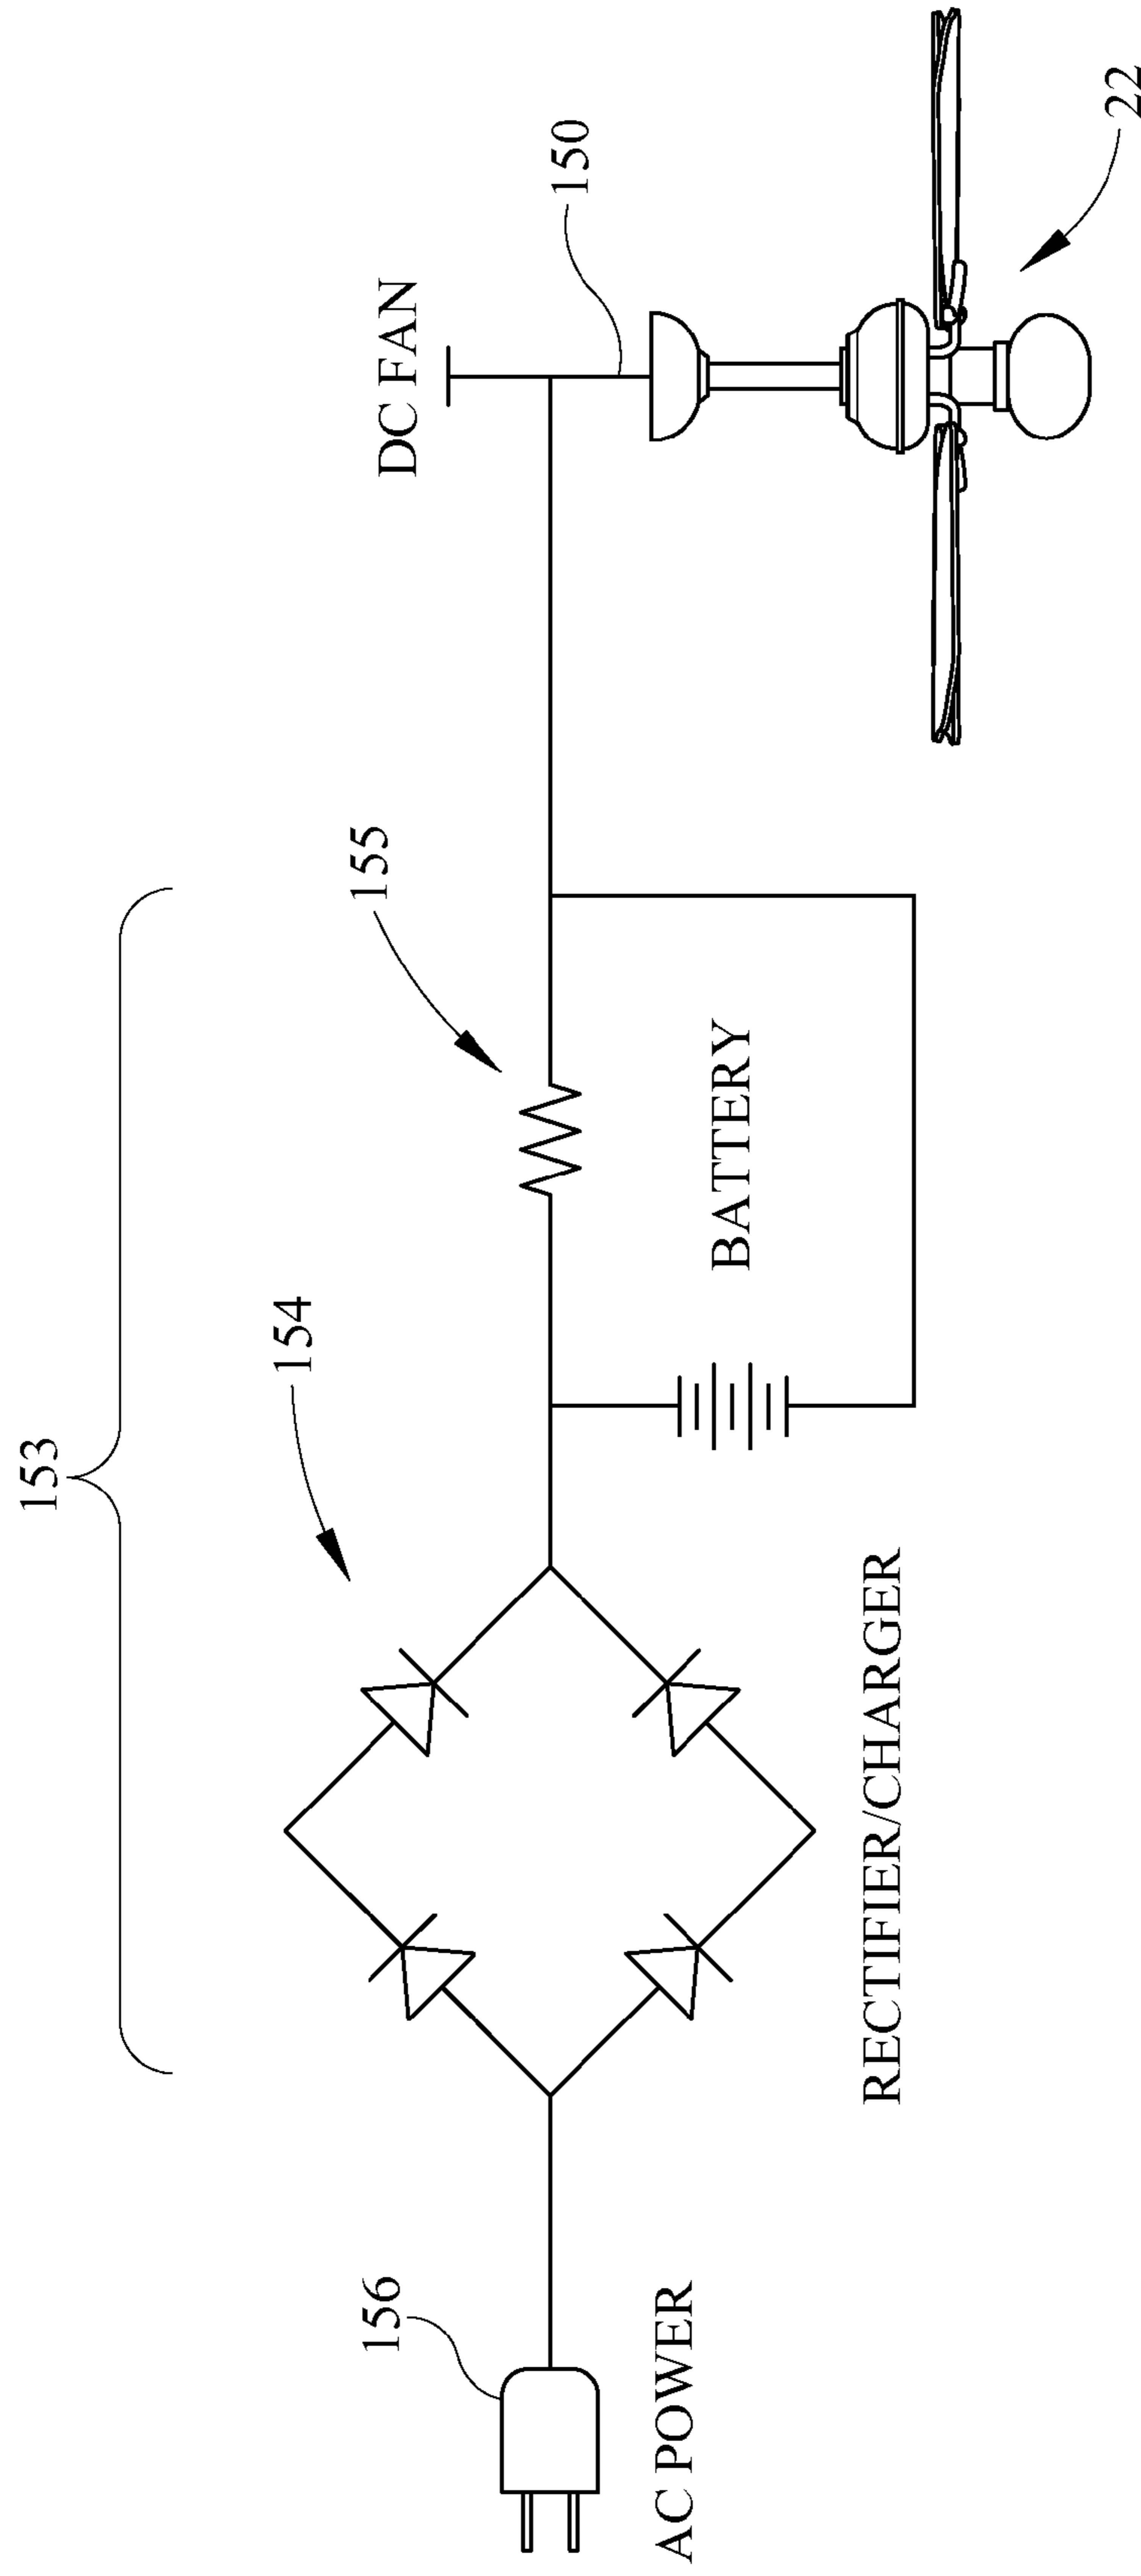 153
154
155
DC FAN
150
156
BATTERY
AC POWER
RECTIFIER/CHARGER
22